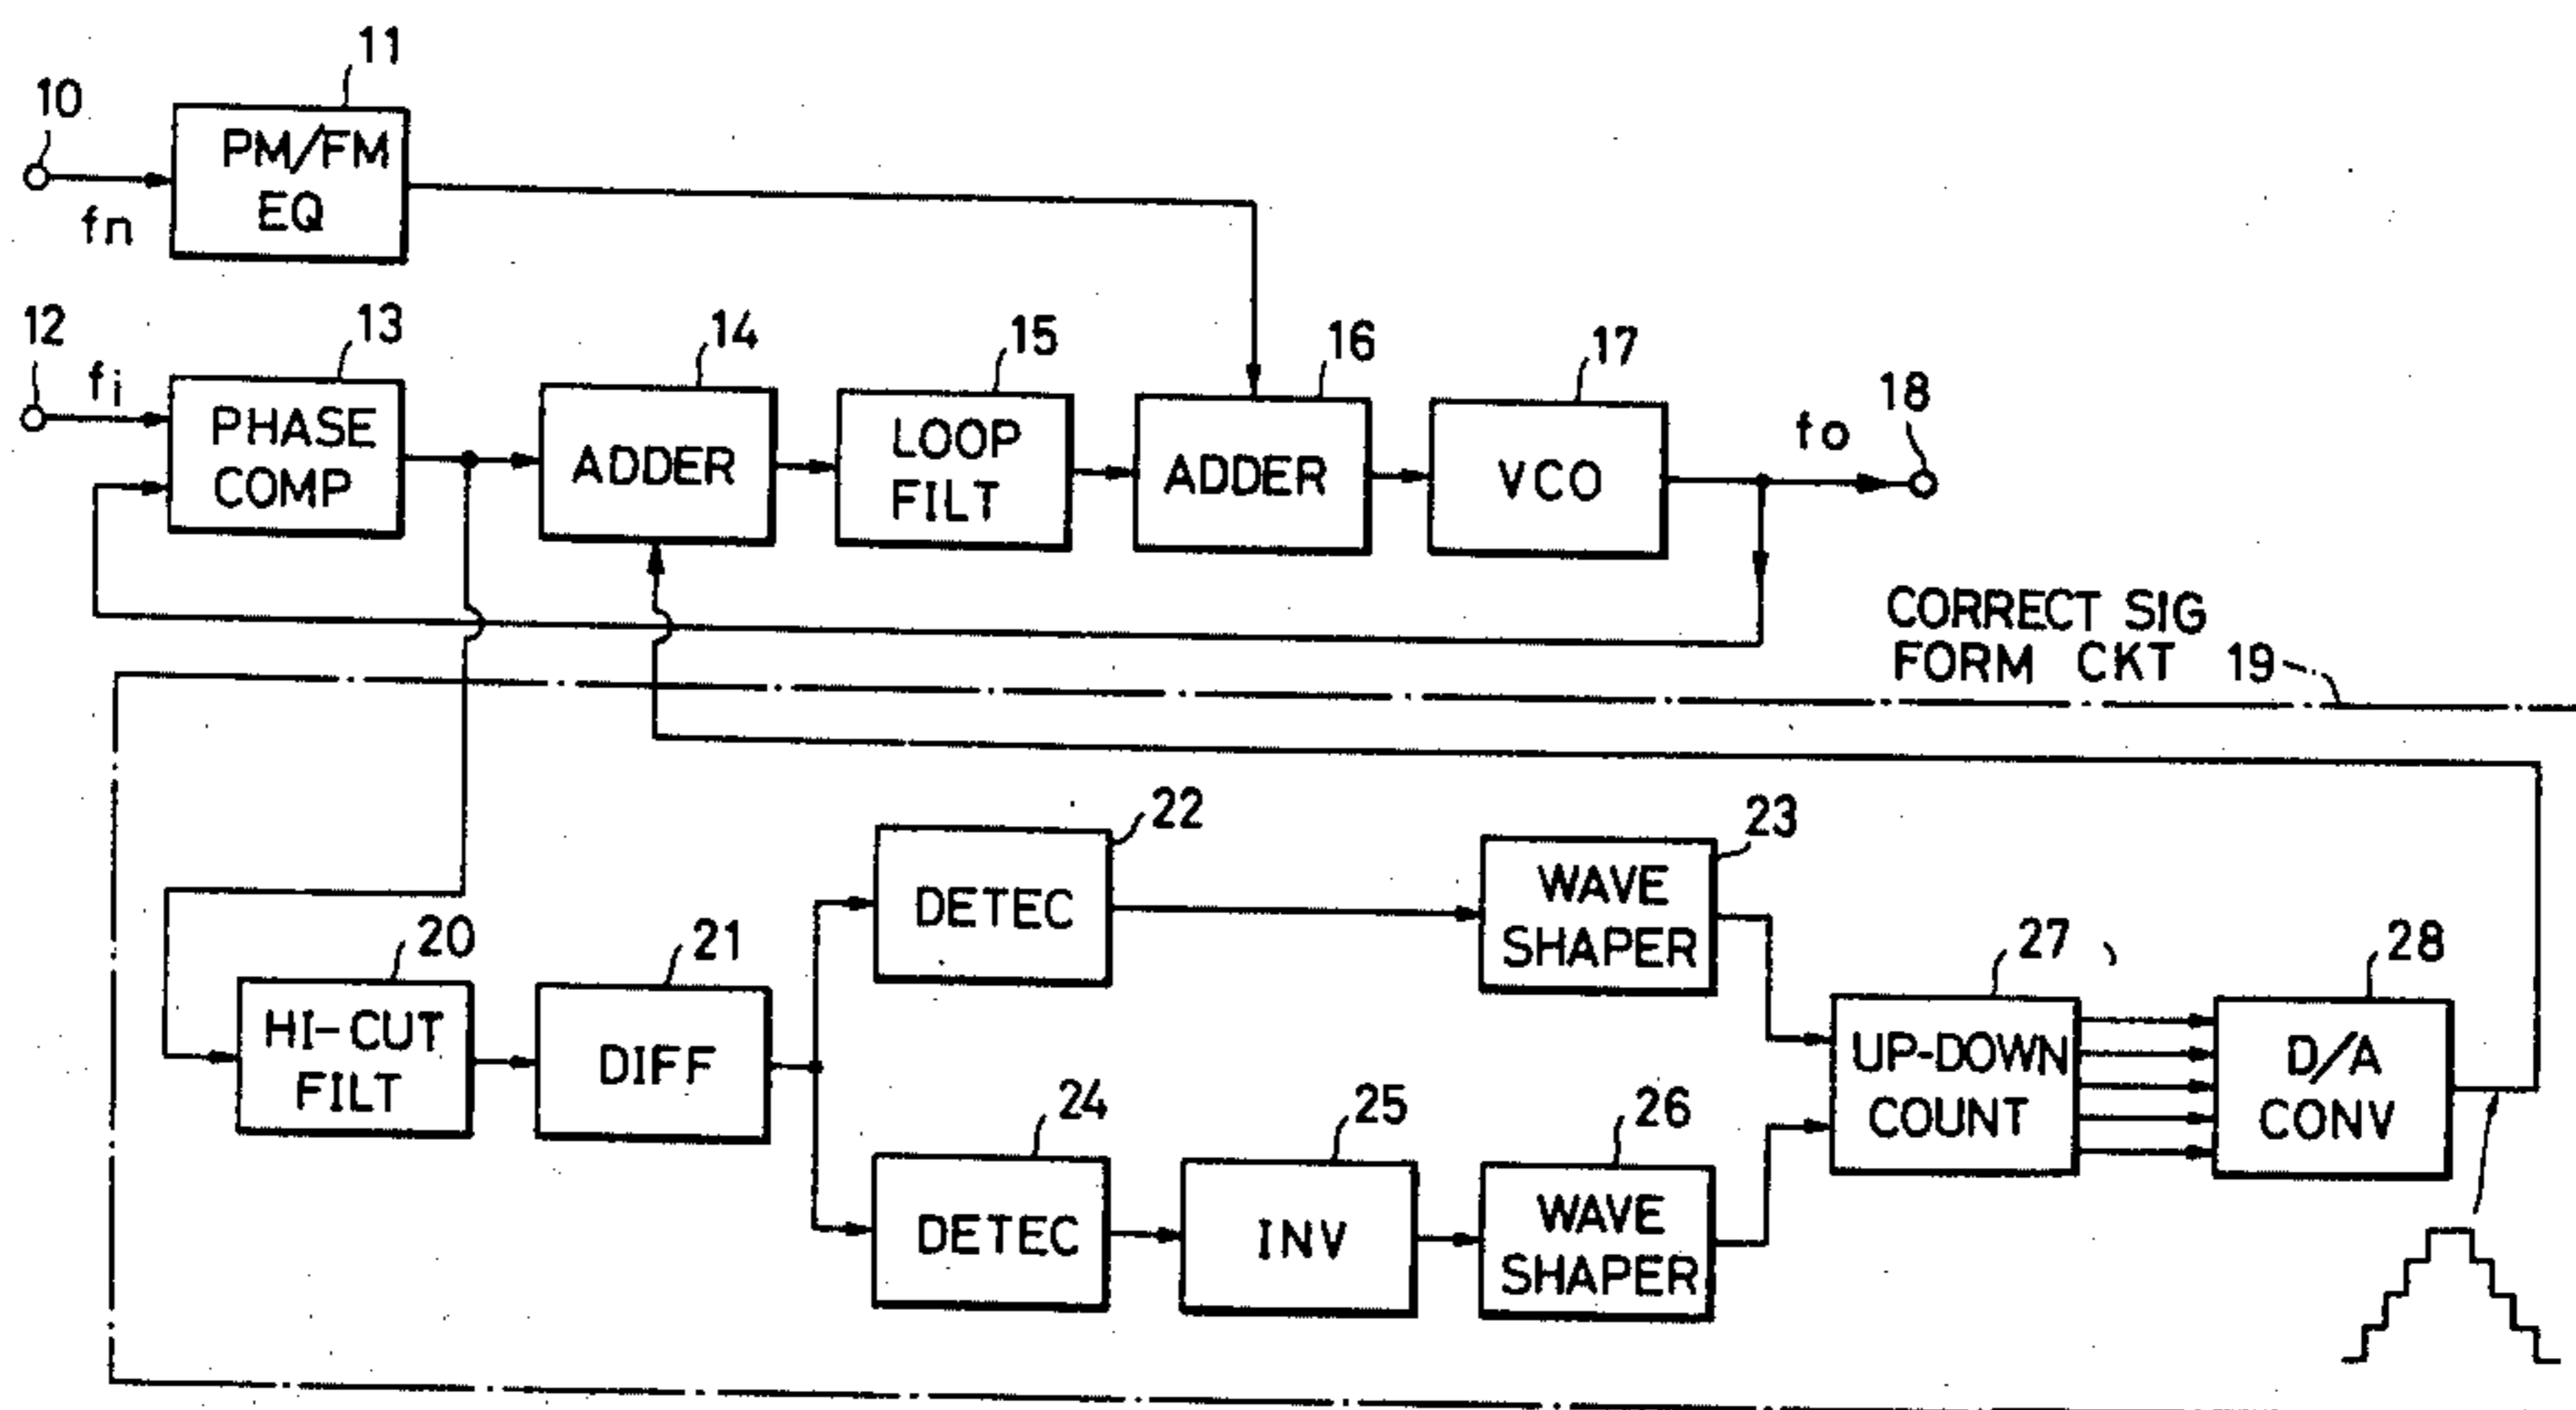 11
10
PM/FM
EQ
fn
12
fi
13
PHASE
COMP
14
ADDER
15
LOOP
FILT
16
ADDER
17
VCO
fo
18
CORRECT SIG
FORM CKT 19
22
DETEC
23
WAVE
SHAPER
20
HI-CUT
FILT
21
DIFF
24
DETEC
25
INV
26
WAVE
SHAPER
27
UP-DOWN
COUNT
28
D/A
CONV